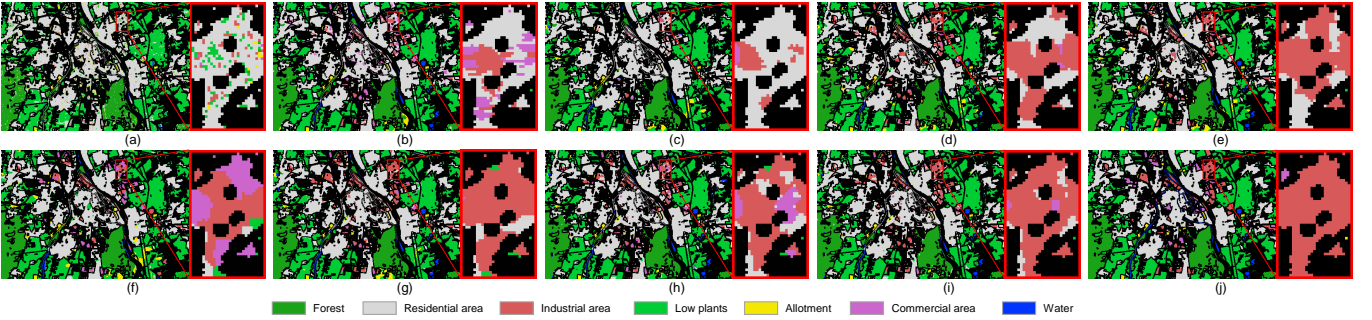 (a) (b) (c) (d) (e)
(f) (g) (h) (i) (j)
Forest Residential area Industrial area Low plants Allotment Commercial area Water